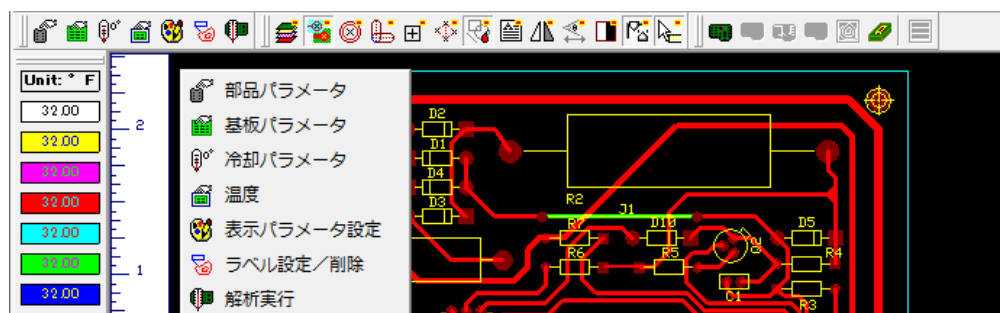 Unit: ° F
32.00
32.00
32.00
32.00
32.00
32.00
32.00
2
1
部品パラメータ
基板パラメータ
冷却パラメータ
温度
表示パラメータ設定
ラベル設定／削除
解析実行
D2
D1
D4
D3
R2
J1
R7
D10
D5
R6
R5
R4
C1
R3